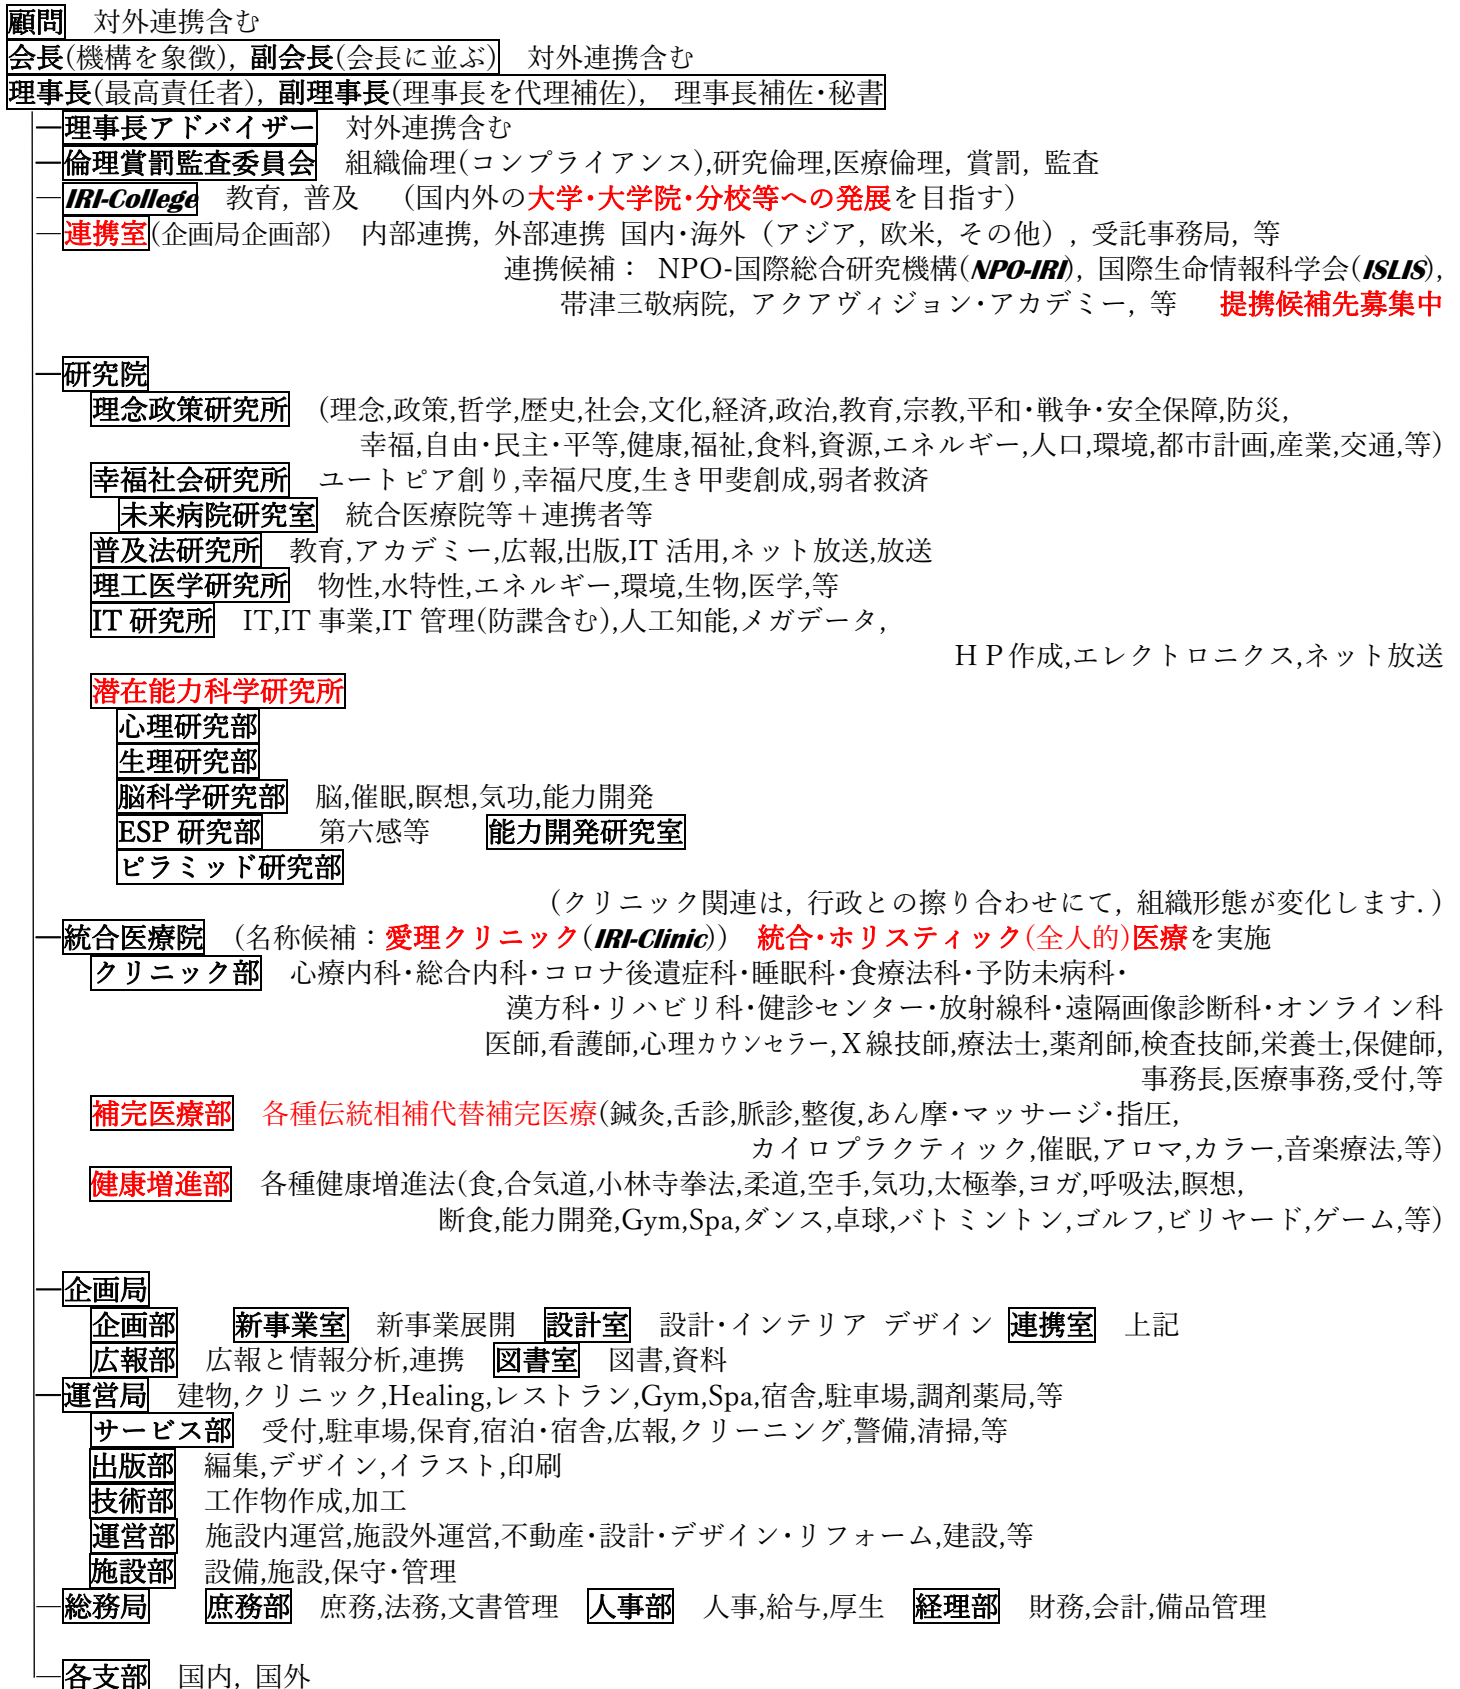 顧問　対外連携含む
会長(機構を象徴), 副会長(会長に並ぶ)　対外連携含む
理事長(最高責任者), 副理事長(理事長を代理補佐),　理事長補佐・秘書
理事長アドバイザー　対外連携含む
倫理賞罰監査委員会　組織倫理(コンプライアンス),研究倫理,医療倫理, 賞罰, 監査
IRI-College　教育, 普及　（国内外の大学・大学院・分校等への発展を目指す）
連携室(企画局企画部)　内部連携, 外部連携 国内・海外（アジア, 欧米, その他）, 受託事務局, 等
連携候補： NPO-国際総合研究機構(NPO-IRI), 国際生命情報科学会(ISLIS),
帯津三敬病院, アクアヴィジョン・アカデミー, 等　提携候補先募集中
研究院
理念政策研究所　(理念,政策,哲学,歴史,社会,文化,経済,政治,教育,宗教,平和・戦争・安全保障,防災,
幸福,自由・民主・平等,健康,福祉,食料,資源,エネルギー,人口,環境,都市計画,産業,交通,等)
幸福社会研究所　ユートピア創り,幸福尺度,生き甲斐創成,弱者救済
未来病院研究室　統合医療院等＋連携者等
普及法研究所　教育,アカデミー,広報,出版,IT 活用,ネット放送,放送
理工医学研究所　物性,水特性,エネルギー,環境,生物,医学,等
IT 研究所　IT,IT 事業,IT 管理(防諜含む),人工知能,メガデータ,
ＨＰ作成,エレクトロニクス,ネット放送
潜在能力科学研究所
心理研究部
生理研究部
脳科学研究部　脳,催眠,瞑想,気功,能力開発
ESP 研究部　　第六感等　　能力開発研究室
ピラミッド研究部
(クリニック関連は, 行政との擦り合わせにて, 組織形態が変化します. )
統合医療院　(名称候補：愛理クリニック(IRI-Clinic))　統合・ホリスティック(全人的)医療を実施
クリニック部　心療内科・総合内科・コロナ後遺症科・睡眠科・食療法科・予防未病科・
漢方科・リハビリ科・健診センター・放射線科・遠隔画像診断科・オンライン科
医師,看護師,心理カウンセラー,Ｘ線技師,療法士,薬剤師,検査技師,栄養士,保健師,
事務長,医療事務,受付,等
補完医療部　各種伝統相補代替補完医療(鍼灸,舌診,脈診,整復,あん摩・マッサージ・指圧,
カイロプラクティック,催眠,アロマ,カラー,音楽療法,等)
健康増進部　各種健康増進法(食,合気道,小林寺拳法,柔道,空手,気功,太極拳,ヨガ,呼吸法,瞑想,
断食,能力開発,Gym,Spa,ダンス,卓球,バトミントン,ゴルフ,ビリヤード,ゲーム,等)
企画局
企画部　　新事業室　新事業展開　設計室　設計・インテリア デザイン 連携室　上記
広報部　広報と情報分析,連携　図書室　図書,資料
運営局　建物,クリニック,Healing,レストラン,Gym,Spa,宿舎,駐車場,調剤薬局,等
サービス部　受付,駐車場,保育,宿泊・宿舎,広報,クリーニング,警備,清掃,等
出版部　編集,デザイン,イラスト,印刷
技術部　工作物作成,加工
運営部　施設内運営,施設外運営,不動産・設計・デザイン・リフォーム,建設,等
施設部　設備,施設,保守・管理
総務局　　庶務部　庶務,法務,文書管理　人事部　人事,給与,厚生　経理部　財務,会計,備品管理
各支部　国内, 国外